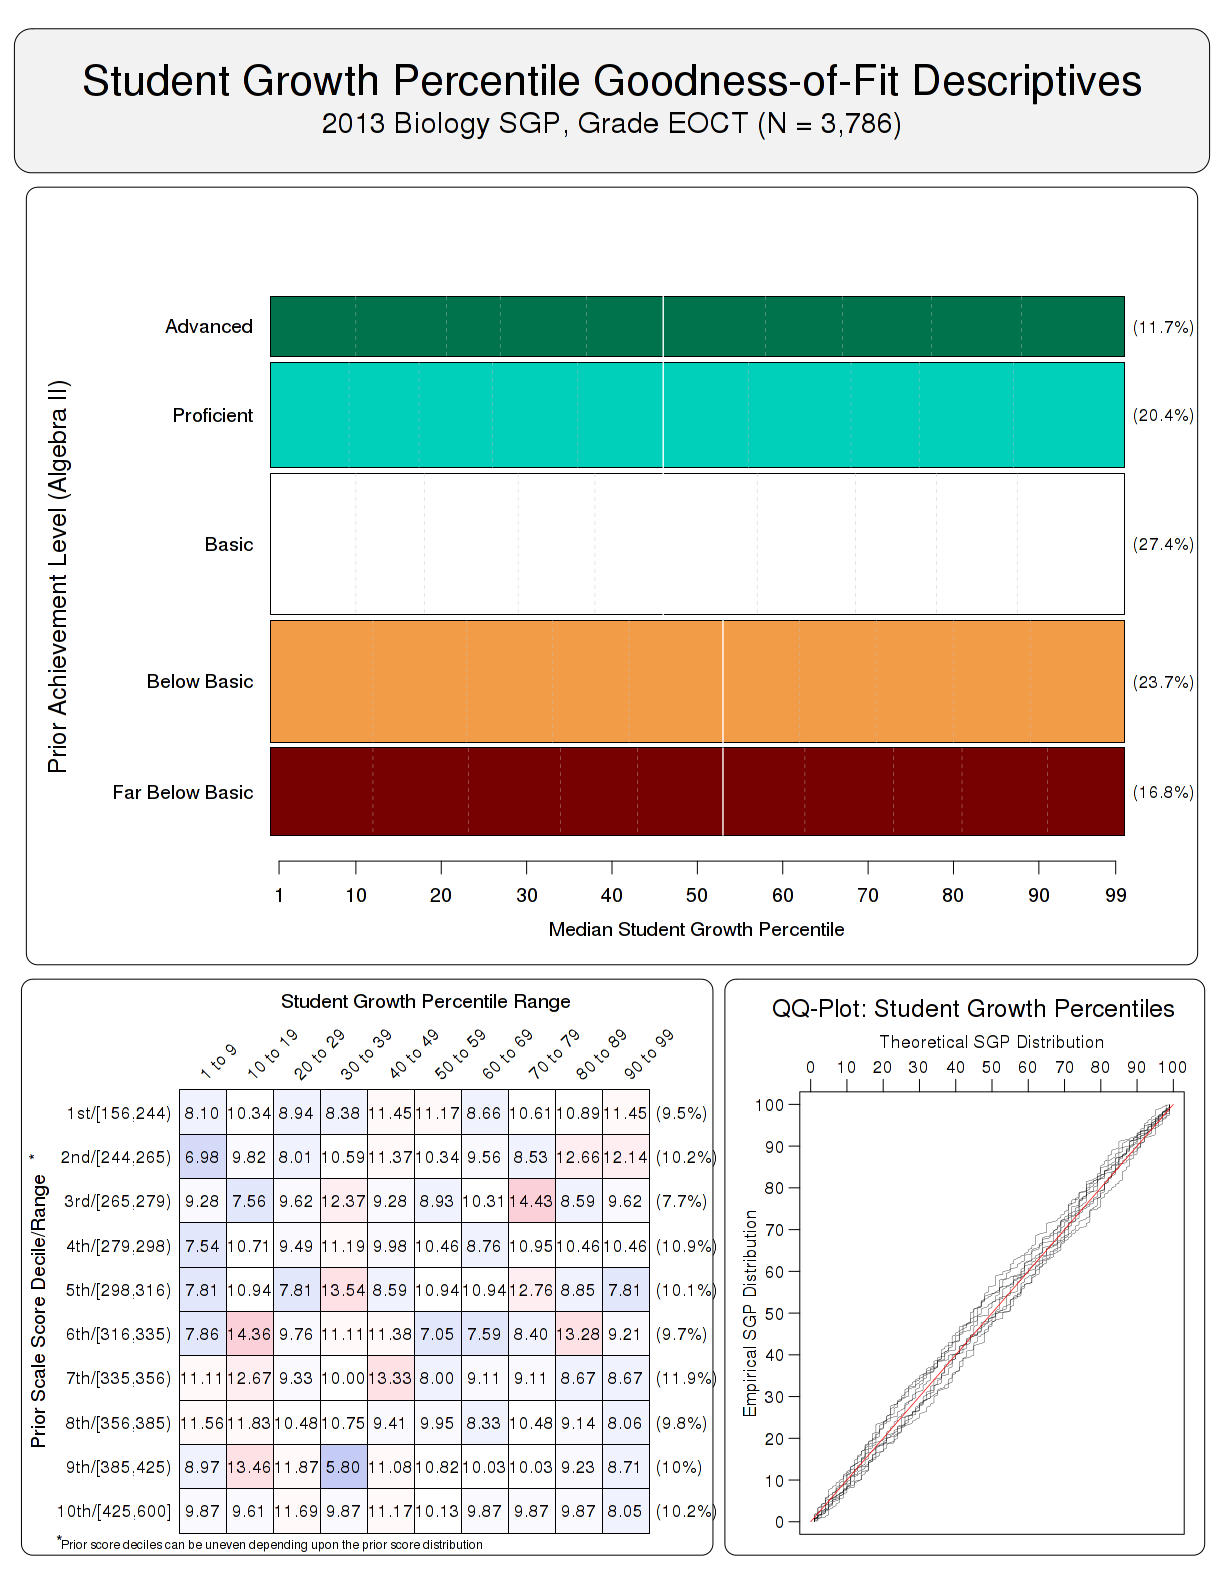 Student Growth Percentile Goodness-of-Fit Descriptives
2013 Biology SGP, Grade EOCT (N = 3,786)
Prior Achievement Level (Algebra II)
Advanced (11.7%)
Proficient (20.4%)
Basic (27.4%)
Below Basic (23.7%)
Far Below Basic (16.8%)
1 10 20 30 40 50 60 70 80 90 99
Median Student Growth Percentile
Student Growth Percentile Range
1 to 9 10 to 19 20 to 29 30 to 39 40 to 49 50 to 59 60 to 69 70 to 79 80 to 89 90 to 99
Prior Scale Score Decile/Range *
1st/[156,244) 8.10 10.34 8.94 8.38 11.45 11.17 8.66 10.61 10.89 11.45 (9.5%)
2nd/[244,265) 6.98 9.82 8.01 10.59 11.37 10.34 9.56 8.53 12.66 12.14 (10.2%)
3rd/[265,279) 9.28 7.56 9.62 12.37 9.28 8.93 10.31 14.43 8.59 9.62 (7.7%)
4th/[279,298) 7.54 10.71 9.49 11.19 9.98 10.46 8.76 10.95 10.46 10.46 (10.9%)
5th/[298,316) 7.81 10.94 7.81 13.54 8.59 10.94 10.94 12.76 8.85 7.81 (10.1%)
6th/[316,335) 7.86 14.36 9.76 11.11 11.38 7.05 7.59 8.40 13.28 9.21 (9.7%)
7th/[335,356) 11.11 12.67 9.33 10.00 13.33 8.00 9.11 9.11 8.67 8.67 (11.9%)
8th/[356,385) 11.56 11.83 10.48 10.75 9.41 9.95 8.33 10.48 9.14 8.06 (9.8%)
9th/[385,425) 8.97 13.46 11.87 5.80 11.08 10.82 10.03 10.03 9.23 8.71 (10%)
10th/[425,600] 9.87 9.61 11.69 9.87 11.17 10.13 9.87 9.87 9.87 8.05 (10.2%)
*Prior score deciles can be uneven depending upon the prior score distribution
QQ-Plot: Student Growth Percentiles
Theoretical SGP Distribution
0 10 20 30 40 50 60 70 80 90 100
Empirical SGP Distribution
100
90
80
70
60
50
40
30
20
10
0